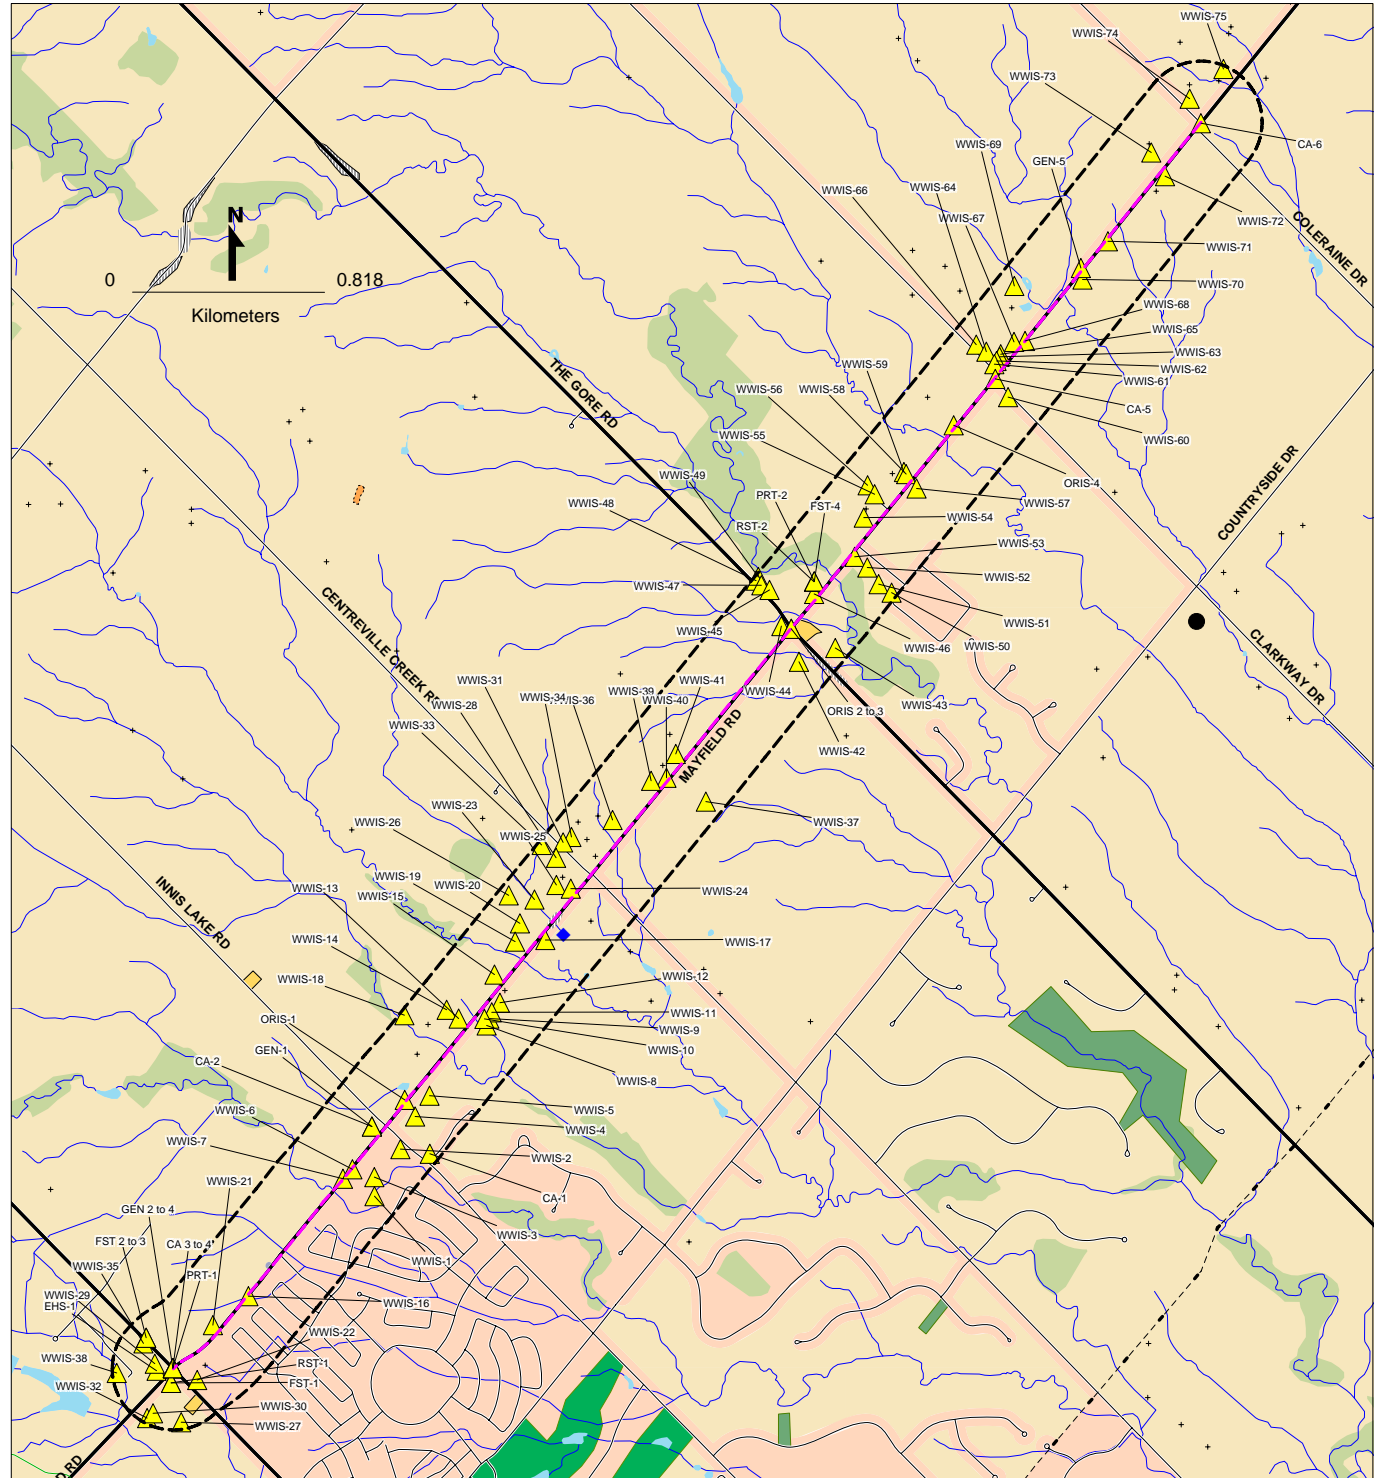 WWIS-75
WWIS-74
WWIS-73
CA-6
WWIS-69
GEN-5
WWIS-66
WWIS-64
WWIS-67
WWIS-72
COLERAINE DR
WWIS-71
N
0
0.818
Kilometers
WWIS-70
WWIS-68
WWIS-65
WWIS-63
WWIS-62
WWIS-61
CA-5
WWIS-60
WWIS-59
WWIS-58
WWIS-56
THE GORE RD
WWIS-55
WWIS-49
PRT-2
FST-4
RST-2
WWIS-48
ORIS-4
WWIS-57
COUNTRYSIDE DR
WWIS-54
WWIS-53
WWIS-52
WWIS-51
WWIS-50
WWIS-47
WWIS-45
WWIS-46
CLARKWAY DR
CENTREVILLE CREEK RD
WWIS-44
WWIS-43
ORIS 2 to 3
WWIS-42
WWIS-41
WWIS-40
WWIS-39
WWIS-36
WWIS-34
WWIS-31
WWIS-28
WWIS-33
MAYFIELD RD
WWIS-37
WWIS-23
WWIS-26
WWIS-25
WWIS-19
WWIS-20
WWIS-24
WWIS-13
WWIS-15
INNIS LAKE RD
WWIS-14
WWIS-17
WWIS-18
WWIS-12
WWIS-11
WWIS-9
WWIS-10
WWIS-8
ORIS-1
GEN-1
CA-2
WWIS-6
WWIS-7
WWIS-5
WWIS-4
WWIS-2
CA-1
WWIS-3
WWIS-1
WWIS-21
GEN 2 to 4
FST 2 to 3
CA 3 to 4
WWIS-35
PRT-1
WWIS-29
EHS-1
WWIS-16
WWIS-22
RST-1
FST-1
WWIS-38
WWIS-32
WWIS-30
WWIS-27
RD